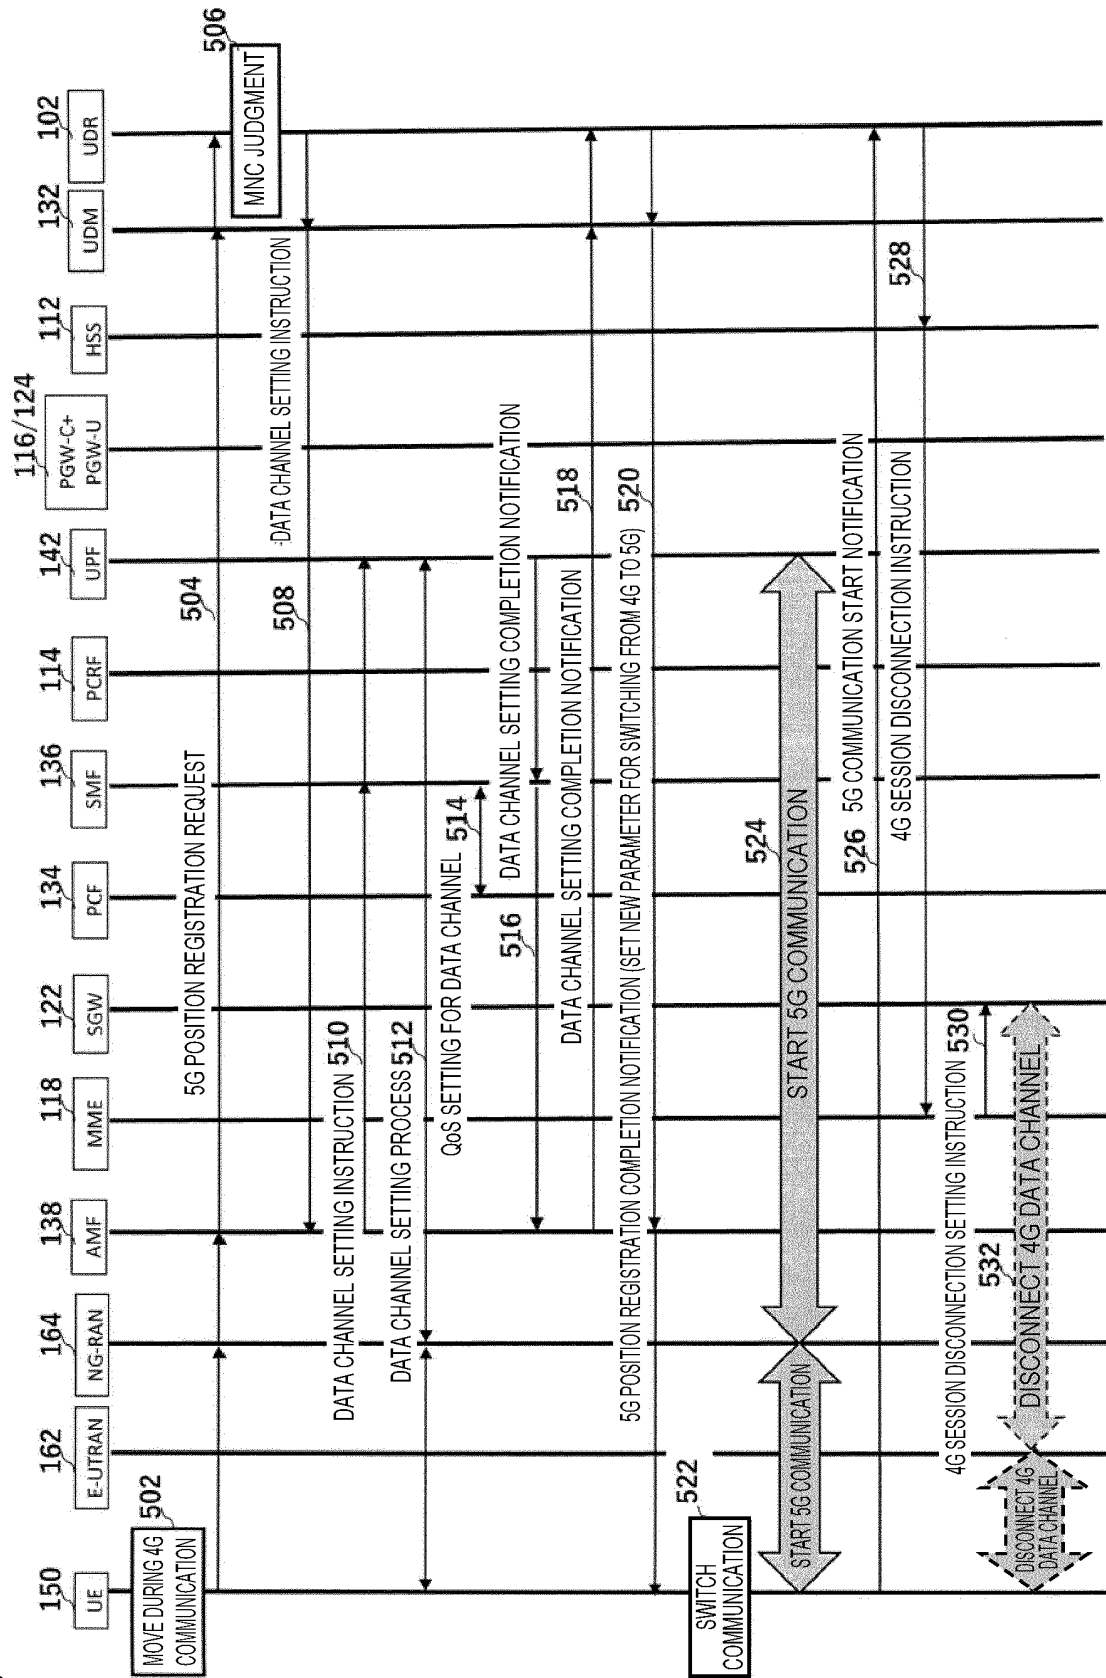 150
UE
162
E-UTRAN
164
NG-RAN
138
AMF
118
MME
122
SGW
134
PCF
136
SMF
114
PCRF
142
UPF
116/124
PGW-C+
PGW-U
112
HSS
132
UDM
102
UDR
MOVE DURING 4G
COMMUNICATION
502
5G POSITION REGISTRATION REQUEST
504
506
MNC JUDGMENT
508
DATA CHANNEL SETTING INSTRUCTION
DATA CHANNEL SETTING INSTRUCTION
510
DATA CHANNEL SETTING PROCESS
512
QoS SETTING FOR DATA CHANNEL
514
DATA CHANNEL SETTING COMPLETION NOTIFICATION
516
DATA CHANNEL SETTING COMPLETION NOTIFICATION
518
5G POSITION REGISTRATION COMPLETION NOTIFICATION (SET NEW PARAMETER FOR SWITCHING FROM 4G TO 5G)
520
522
SWITCH
COMMUNICATION
START 5G COMMUNICATION
524
START 5G COMMUNICATION
526
5G COMMUNICATION START NOTIFICATION
4G SESSION DISCONNECTION INSTRUCTION
528
4G SESSION DISCONNECTION SETTING INSTRUCTION
530
532
DISCONNECT 4G
DATA CHANNEL
DISCONNECT 4G DATA CHANNEL